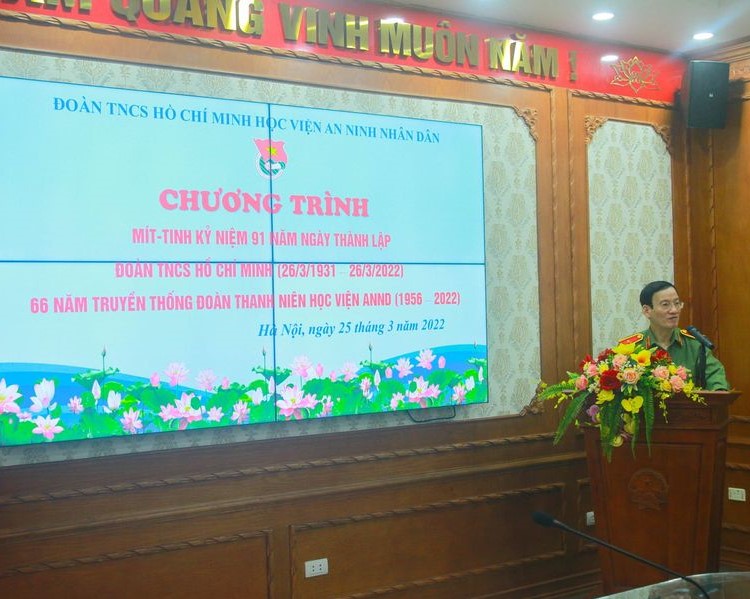 QUANG VINH MUÔN NĂM !
ĐOÀN TNCS HỒ CHÍ MINH HỌC VIỆN AN NINH NHÂN DÂN
CHƯƠNG TRÌNH
MÍT-TINH KỶ NIỆM 91 NĂM NGÀY THÀNH LẬP
ĐOÀN TNCS HỒ CHÍ MINH (26/3/1931 – 26/3/2022)
66 NĂM TRUYỀN THỐNG ĐOÀN THANH NIÊN HỌC VIỆN ANND (1956 – 2022)
Hà Nội, ngày 25 tháng 3 năm 2022